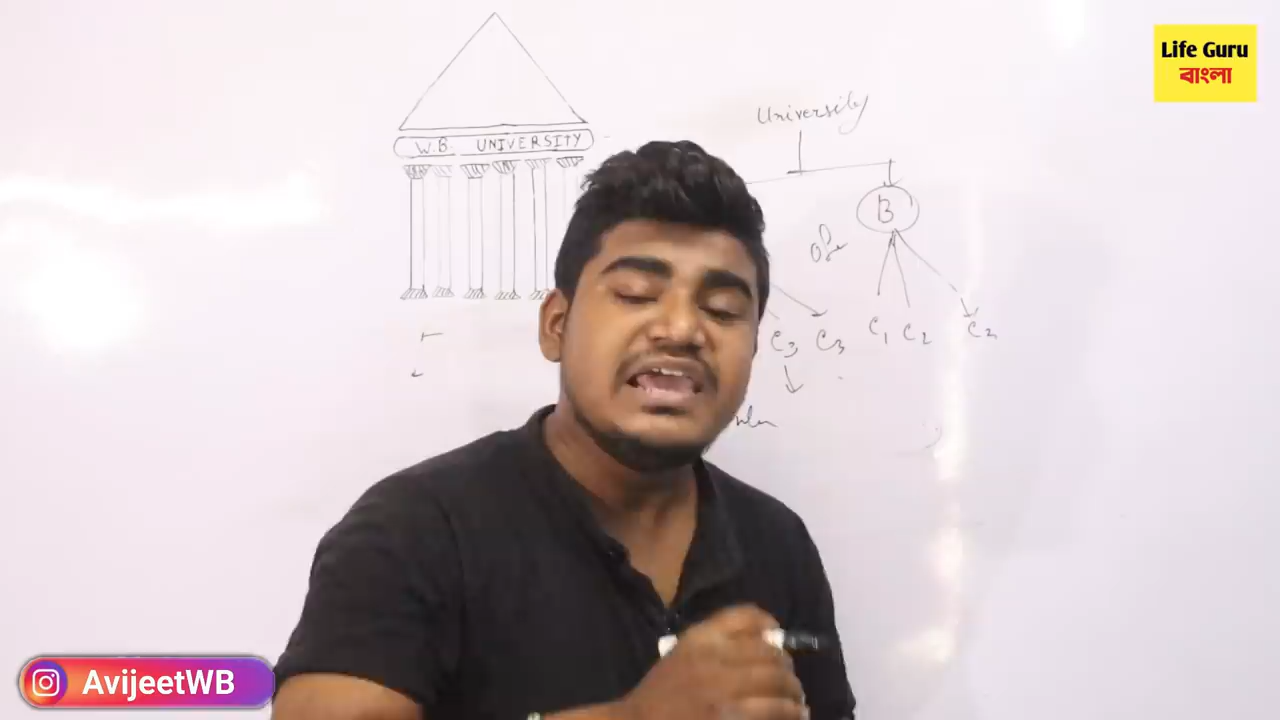 Life Guru
বাংলা
University
W.B. UNIVERSITY
B
C3 C3 C1 C2 C2
AvijeetWB